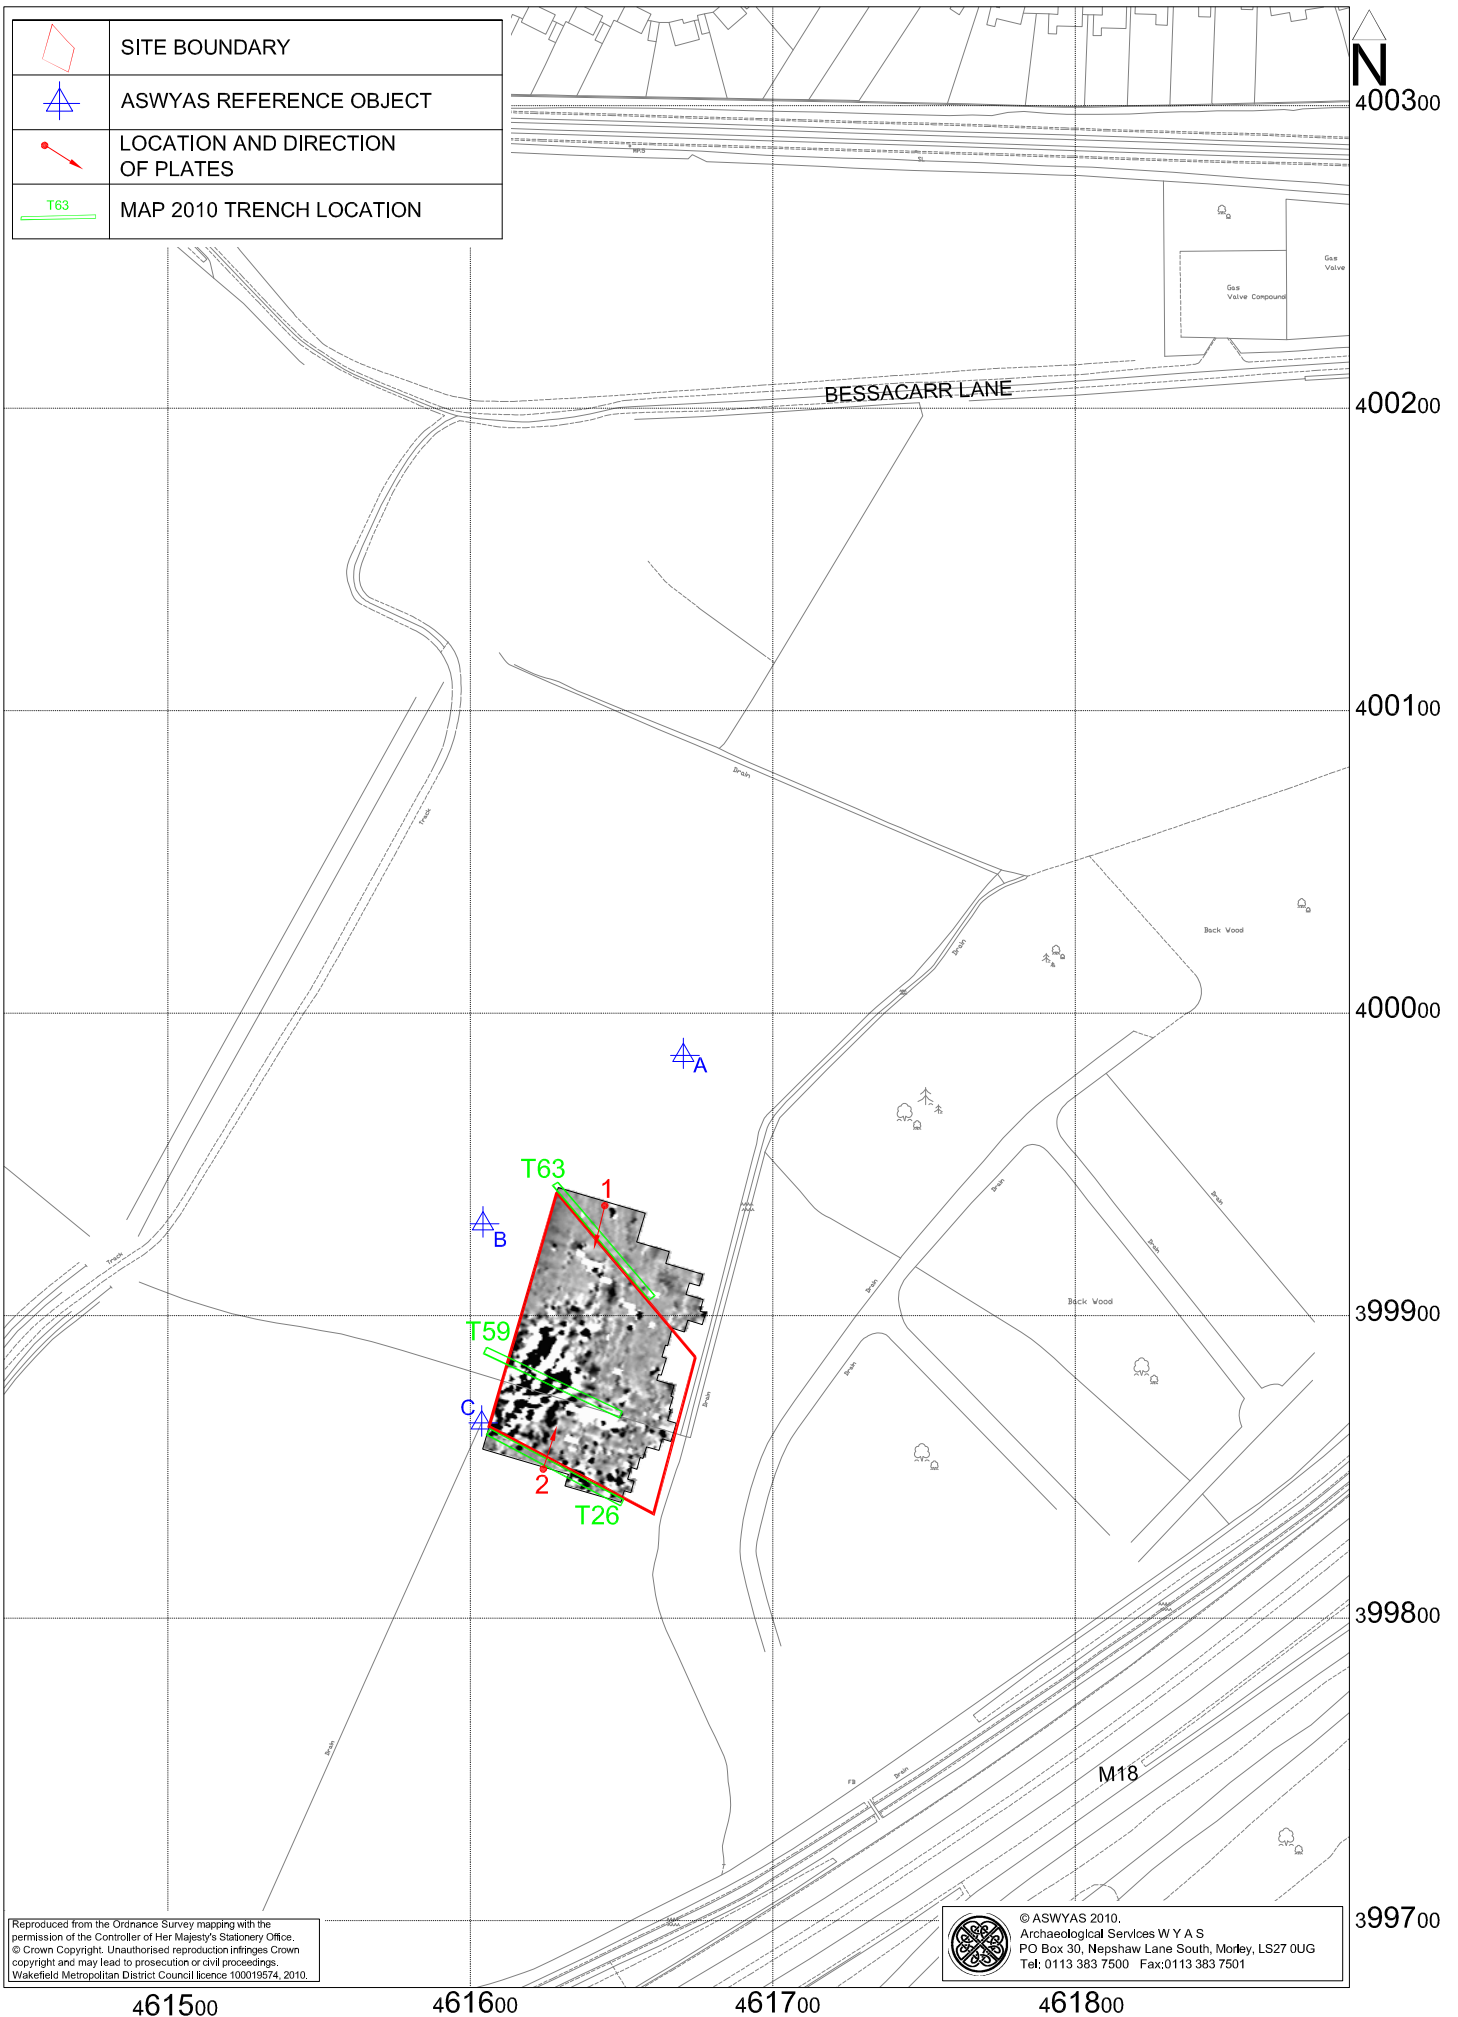 SITE BOUNDARY
ASWYAS REFERENCE OBJECT
LOCATION AND DIRECTION
OF PLATES
T63
MAP 2010 TRENCH LOCATION
N
400300
Gas
Valve
Gas
Valve Compound
BESSACARR LANE
400200
400100
Drain
Track
Back Wood
Drain
400000
A
T63
1
B
Drain
Drain
Drain
Track
Drain
Back Wood
399900
T59
Drain
Drain
C
2
T26
399800
Drain
Drain
FB
M18
399700
Reproduced from the Ordnance Survey mapping with the
permission of the Controller of Her Majesty's Stationery Office.
© Crown Copyright. Unauthorised reproduction infringes Crown
copyright and may lead to prosecution or civil proceedings.
Wakefield Metropolitan District Council licence 100019574, 2010.
© ASWYAS 2010.
Archaeological Services W Y A S
PO Box 30, Nepshaw Lane South, Morley, LS27 0UG
Tel: 0113 383 7500 Fax:0113 383 7501
461500
461600
461700
461800